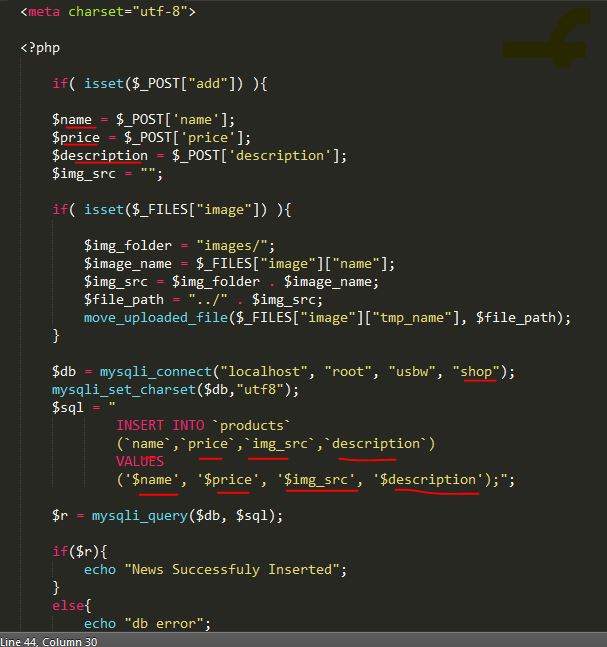 <meta charset="utf-8">
<?php
if( isset($_POST["add"]) ){
$name = $_POST['name'];
$price = $_POST['price'];
$description = $_POST['description'];
$img_src = "";
if( isset($_FILES["image"]) ){
$img_folder = "images/";
$image_name = $_FILES["image"]["name"];
$img_src = $img_folder . $image_name;
$file_path = "../" . $img_src;
move_uploaded_file($_FILES["image"]["tmp_name"], $file_path);
}
$db = mysqli_connect("localhost", "root", "usbw", "shop");
mysqli_set_charset($db,"utf8");
$sql = "
INSERT INTO `products`
(`name`,`price`,`img_src`,`description`)
VALUES
('$name', '$price', '$img_src', '$description');";
$r = mysqli_query($db, $sql);
if($r){
echo "News Successfuly Inserted";
}
else{
echo "db error";
Line 44, Column 30